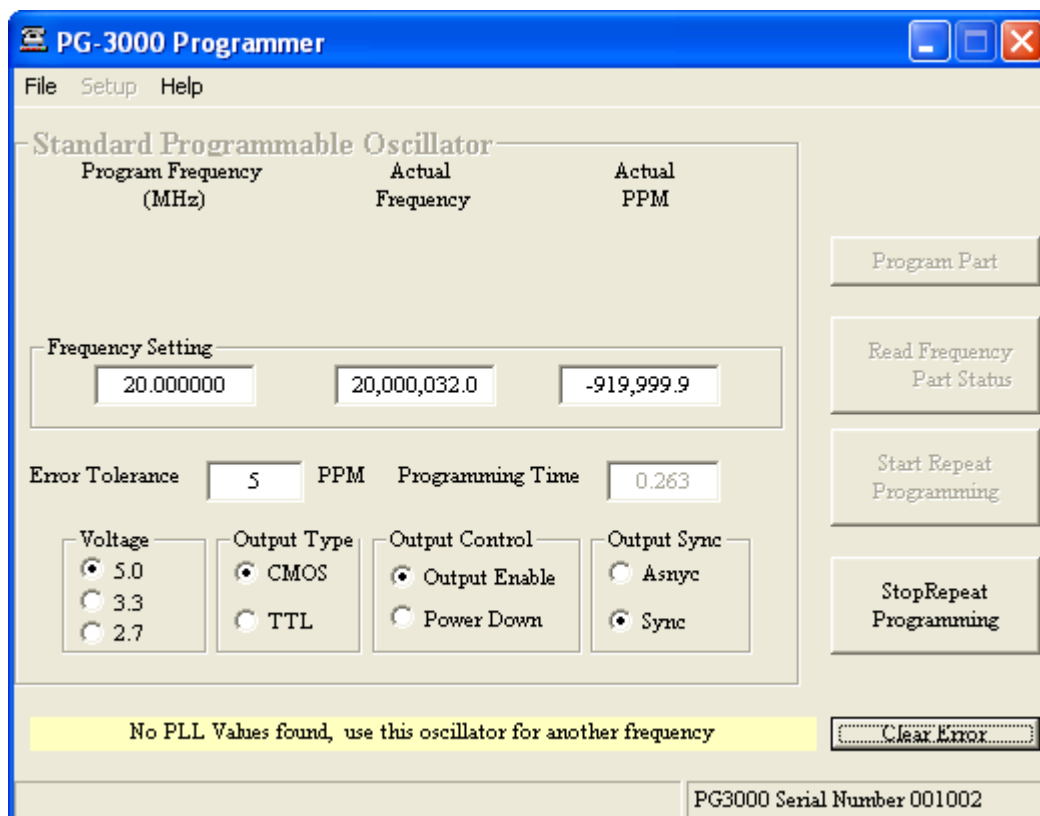 PG-3000 Programmer
File Setup Help
Standard Programmable Oscillator
Program Frequency (MHz)
Actual Frequency
Actual PPM
Program Part
Frequency Setting
20.000000 20,000,032.0 -919,999.9
Read Frequency
Part Status
Error Tolerance 5 PPM Programming Time 0.263
Start Repeat
Programming
Voltage
5.0
3.3
2.7
Output Type
CMOS
TTL
Output Control
Output Enable
Power Down
Output Sync
Asnyc
Sync
StopRepeat
Programming
No PLL Values found, use this oscillator for another frequency
Clear Error
PG3000 Serial Number 001002